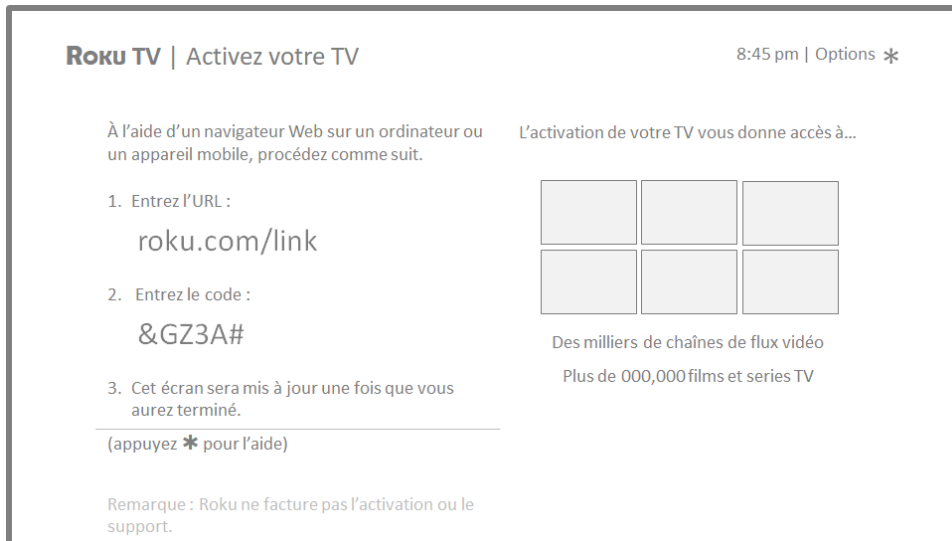 Roku TV | Activez votre TV
8:45 pm | Options *
À l’aide d’un navigateur Web sur un ordinateur ou
un appareil mobile, procédez comme suit.
1. Entrez l’URL :
roku.com/link
2. Entrez le code :
&GZ3A#
3. Cet écran sera mis à jour une fois que vous
aurez terminé.
(appuyez * pour l’aide)
Remarque : Roku ne facture pas l’activation ou le
support.
L’activation de votre TV vous donne accès à...
Des milliers de chaînes de flux vidéo
Plus de 000,000 films et series TV